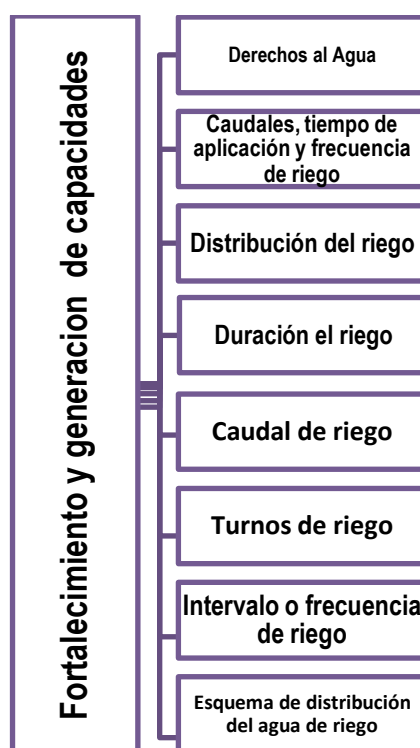 Fortalecimiento y generacion de capacidades
Derechos al Agua
Caudales, tiempo de
aplicación y frecuencia
de riego
Distribución del riego
Duración el riego
Caudal de riego
Turnos de riego
Intervalo o frecuencia
de riego
Esquema de distribución
del agua de riego